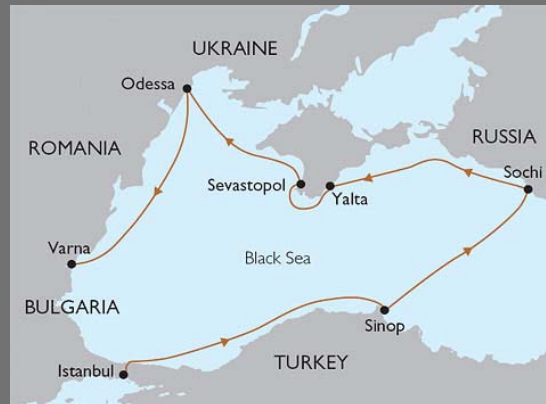 UKRAINE
Odessa
ROMANIA
RUSSIA
Sochi
Sevastopol
Yalta
Varna
Black Sea
BULGARIA
Sinop
Istanbul
TURKEY